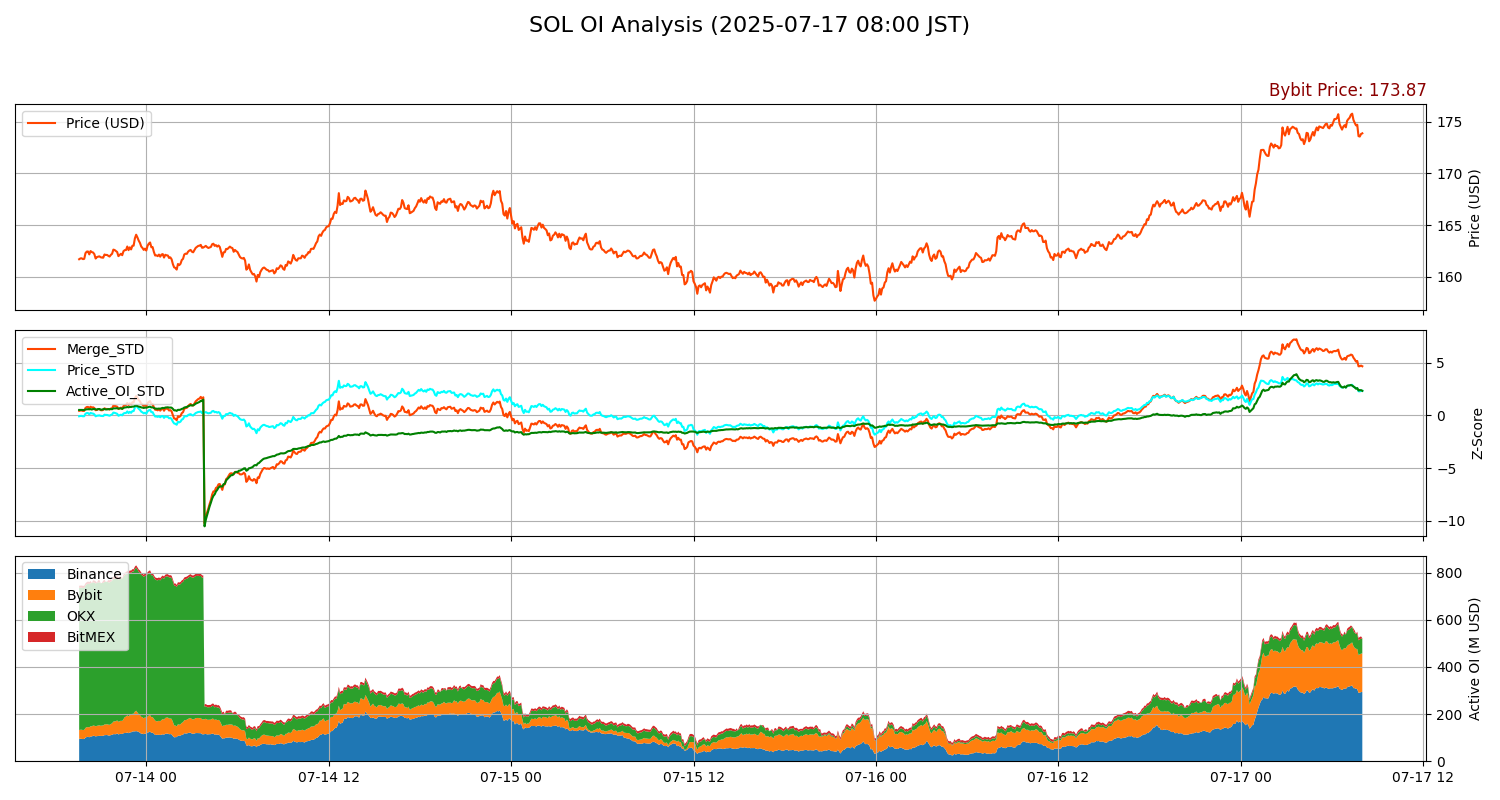 SOL OI Analysis (2025-07-17 08:00 JST)
Bybit Price: 173.87
Price (USD)
175
170
165
160
Price (USD)
Merge_STD
Price_STD
Active_OI_STD
5
0
−5
−10
Z-Score
Binance
Bybit
OKX
BitMEX
800
600
400
200
0
Active OI (M USD)
07-14 00
07-14 12
07-15 00
07-15 12
07-16 00
07-16 12
07-17 00
07-17 12